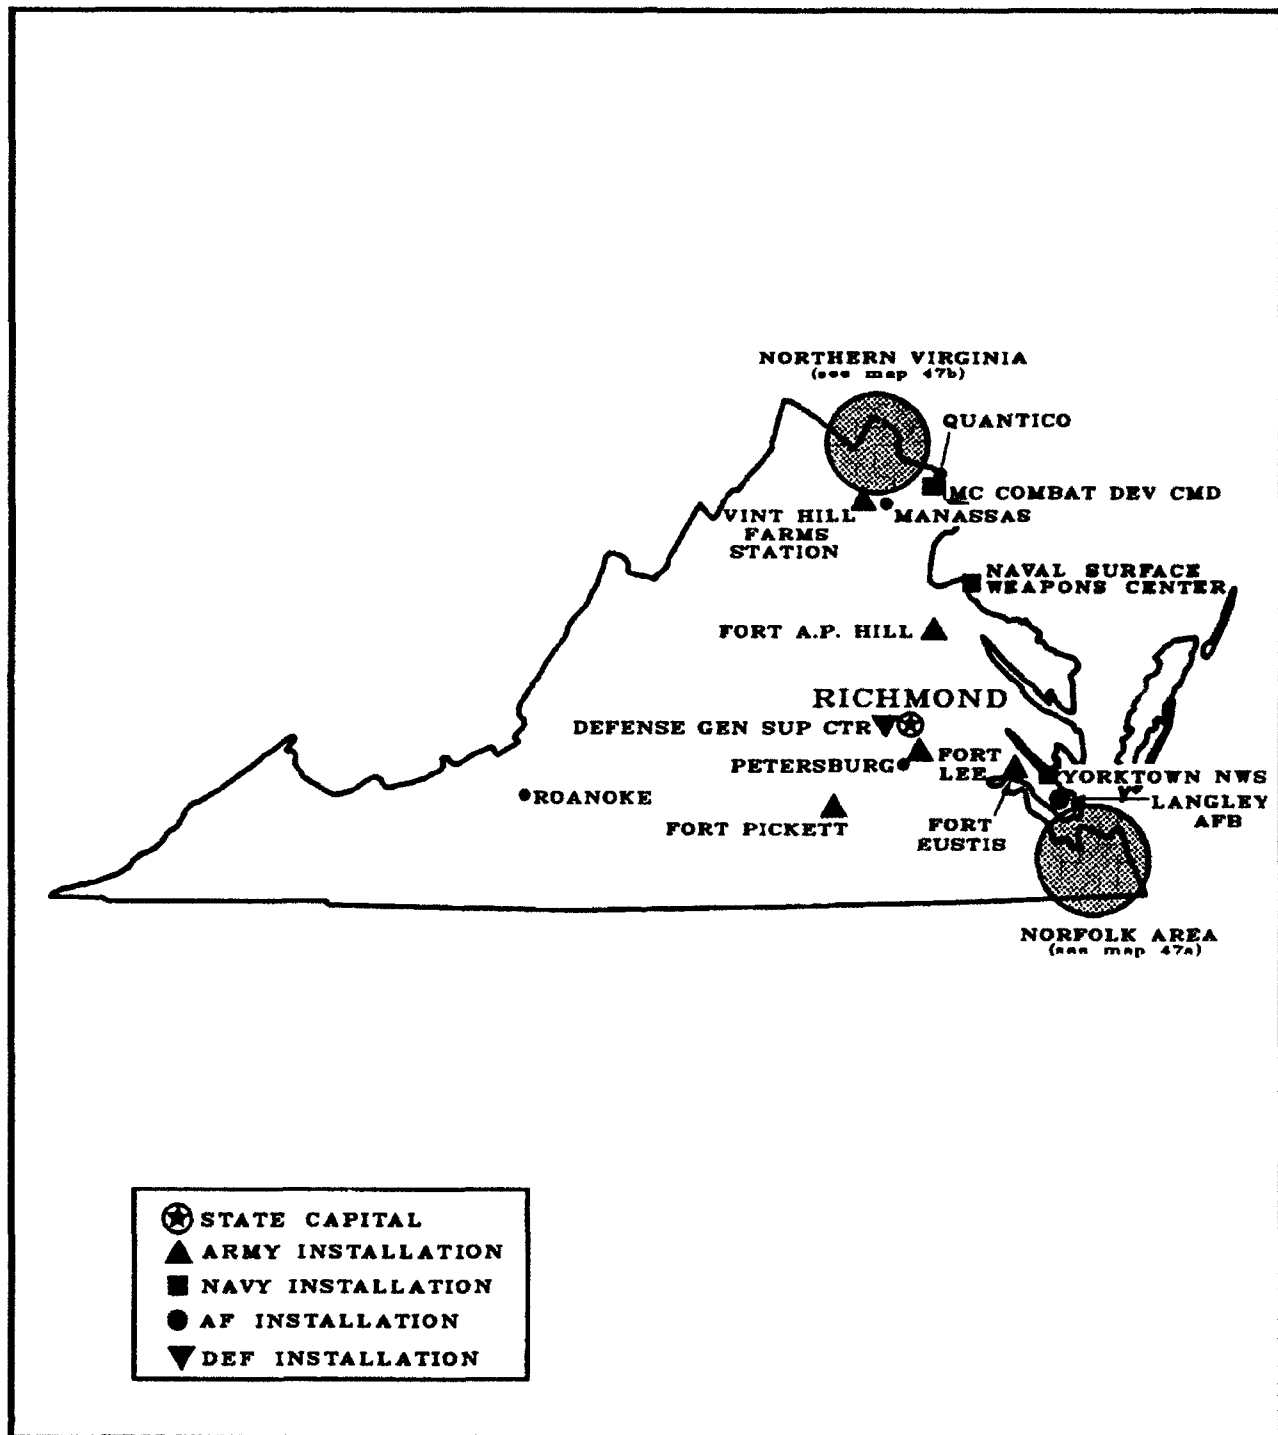 NORTHERN VIRGINIA
(see map 47b)
QUANTICO
MC COMBAT DEV CMD
VINT HILL
FARMS
STATION
MANASSAS
NAVAL SURFACE
WEAPONS CENTER
FORT A.P. HILL
RICHMOND
DEFENSE GEN SUP CTR
PETERSBURG
FORT
LEE
YORKTOWN NWS
ROANOKE
LANGLEY
AFB
FORT PICKETT
FORT
EUSTIS
NORFOLK AREA
(see map 47a)
STATE CAPITAL
ARMY INSTALLATION
NAVY INSTALLATION
AF INSTALLATION
DEF INSTALLATION